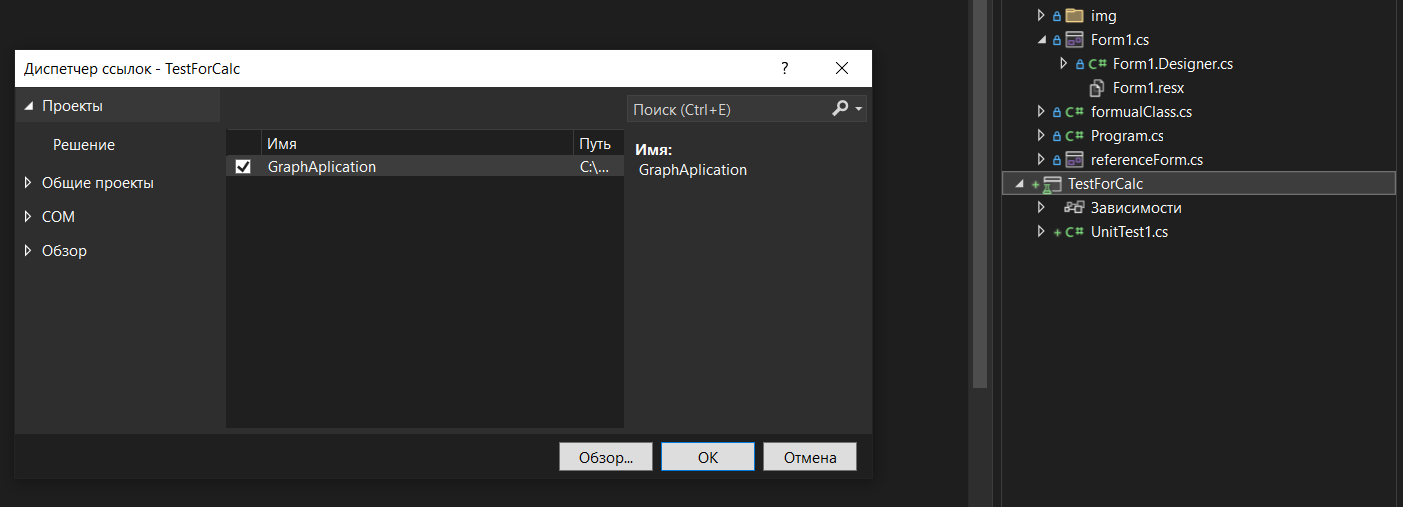 Диспетчер ссылок - TestForCalc ?
Проекты
Решение
Общие проекты
COM
Обзор
Имя Путь
GraphAplication C:\...
Поиск (Ctrl+E)
Имя:
GraphAplication
Обзор... ОК Отмена
img
Form1.cs
C# Form1.Designer.cs
Form1.resx
C# formualClass.cs
C# Program.cs
referenceForm.cs
+ TestForCalc
Зависимости
+ C# UnitTest1.cs